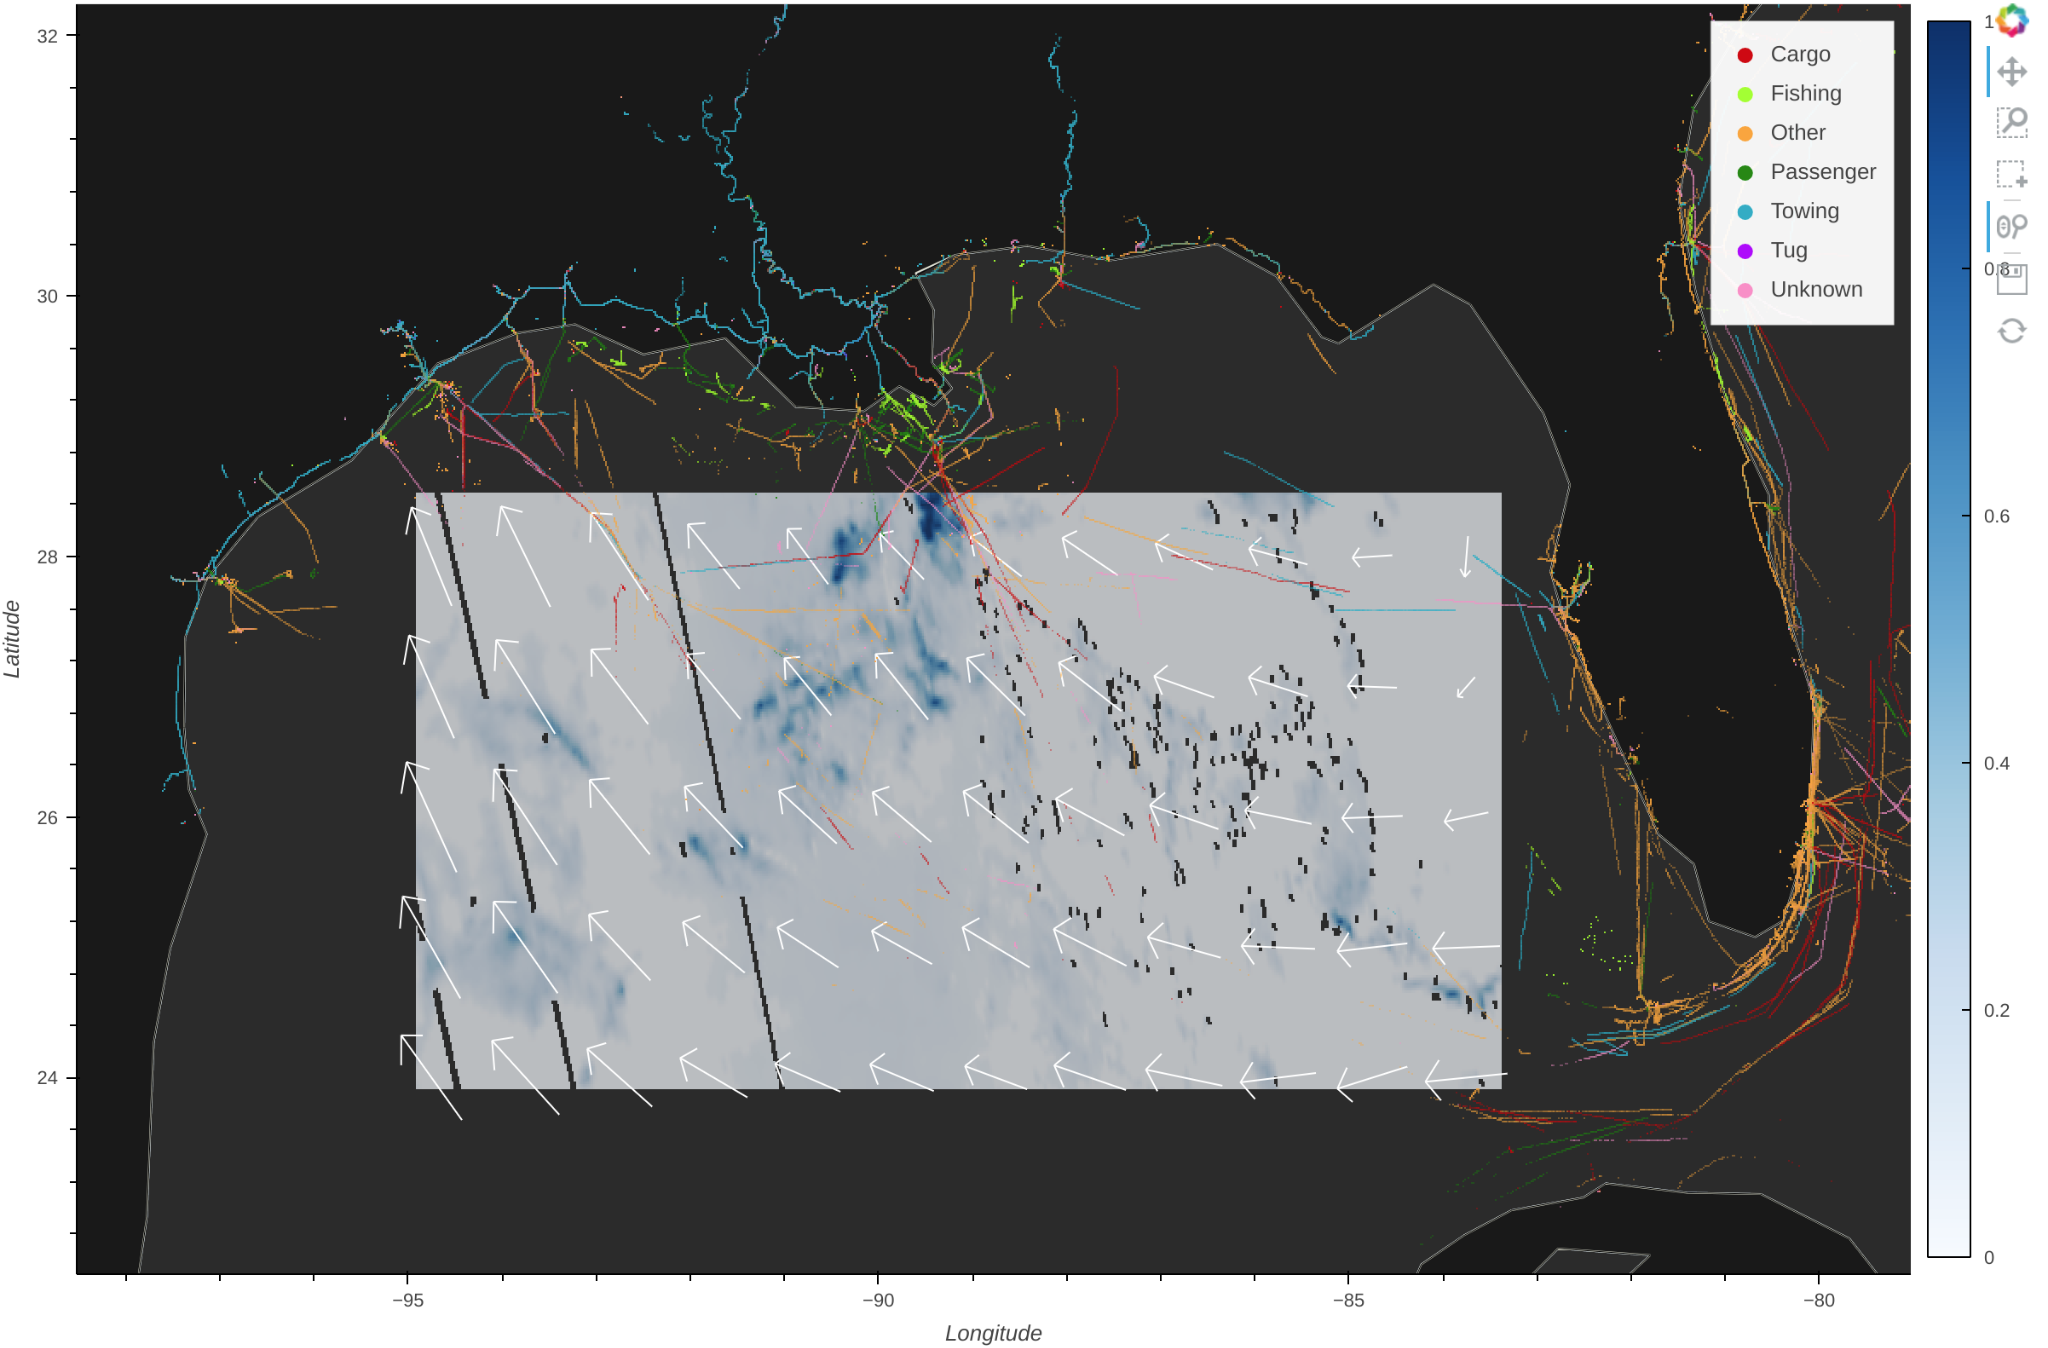 32
30
28
26
24
Latitude
−95
−90
−85
−80
Longitude
Cargo
Fishing
Other
Passenger
Towing
Tug
Unknown
1
0.8
0.6
0.4
0.2
0